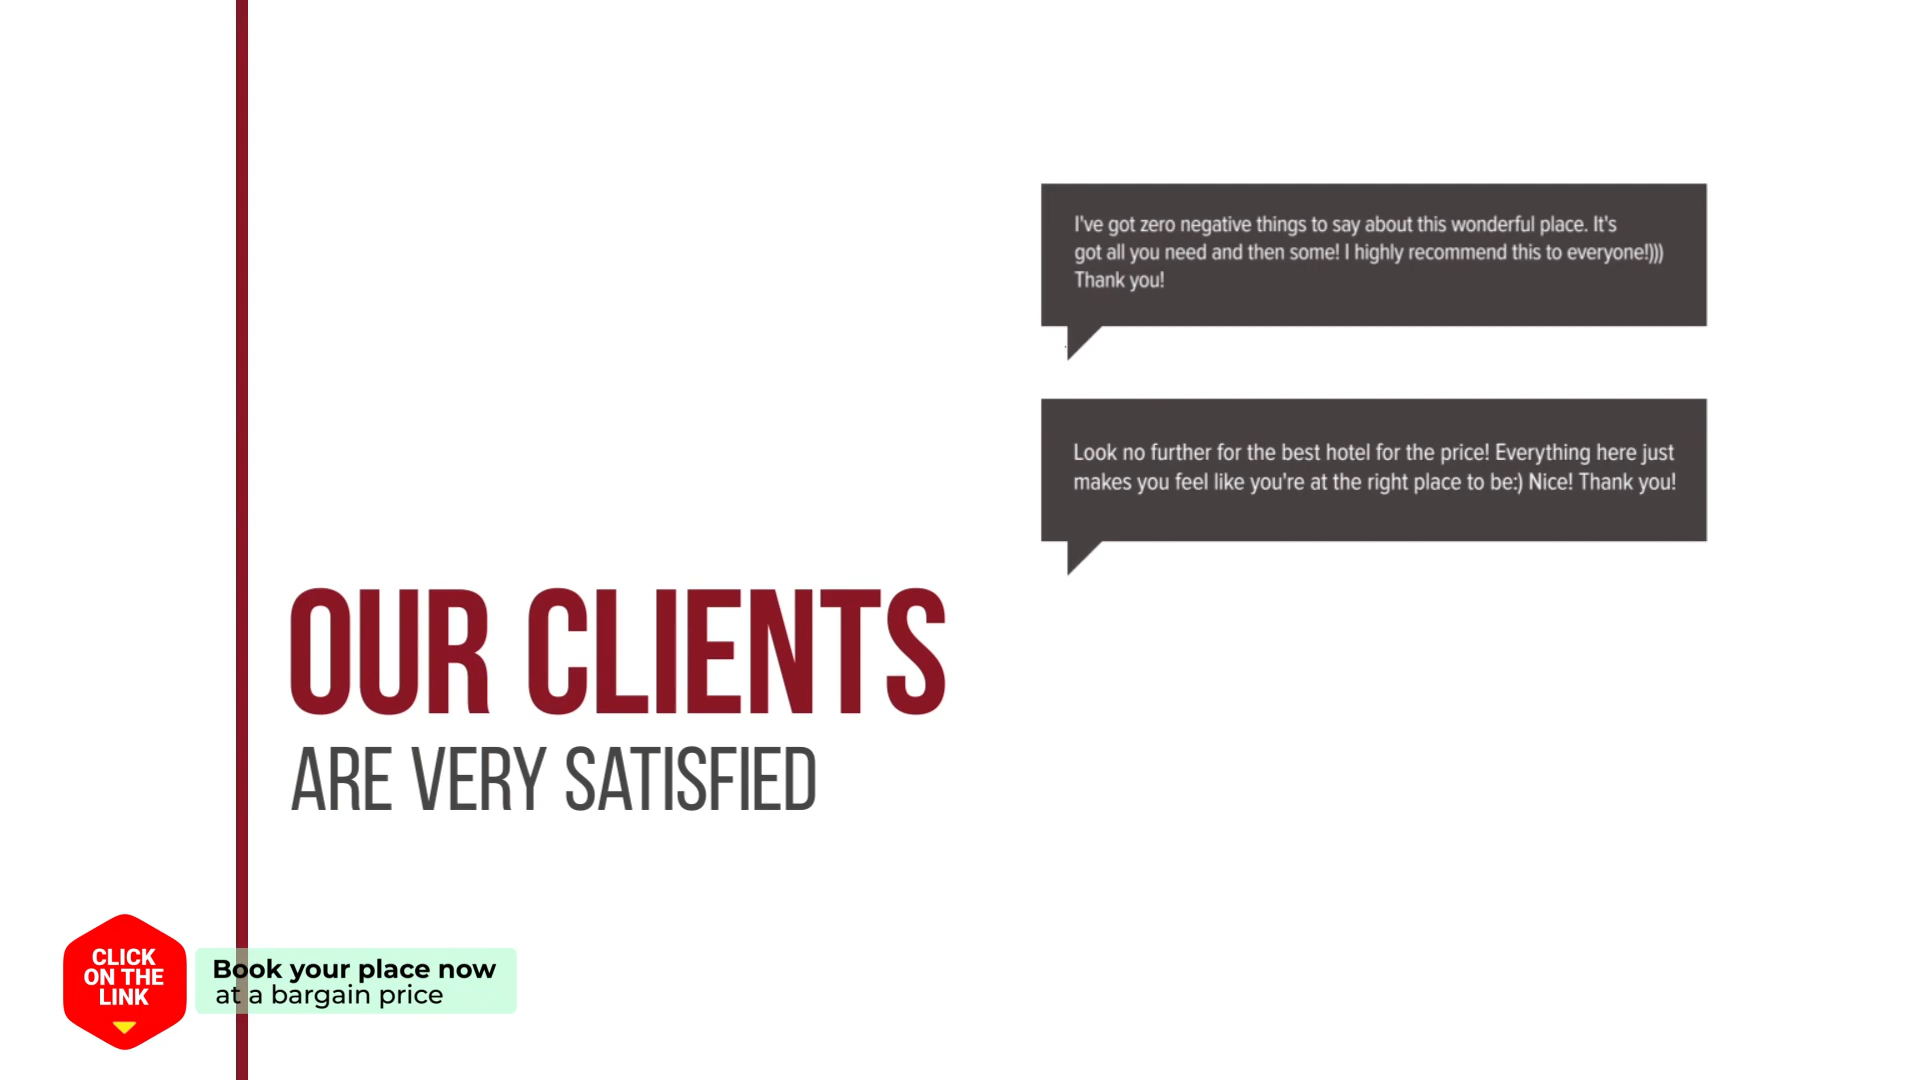 I've got zero negative things to say about this wonderful place. It's
got all you need and then some! I highly recommend this to everyone!)))
Thank you!
Look no further for the best hotel for the price! Everything here just
makes you feel like you're at the right place to be:) Nice! Thank you!
OUR CLIENTS
ARE VERY SATISFIED
CLICK
ON THE
LINK
Book your place now
at a bargain price